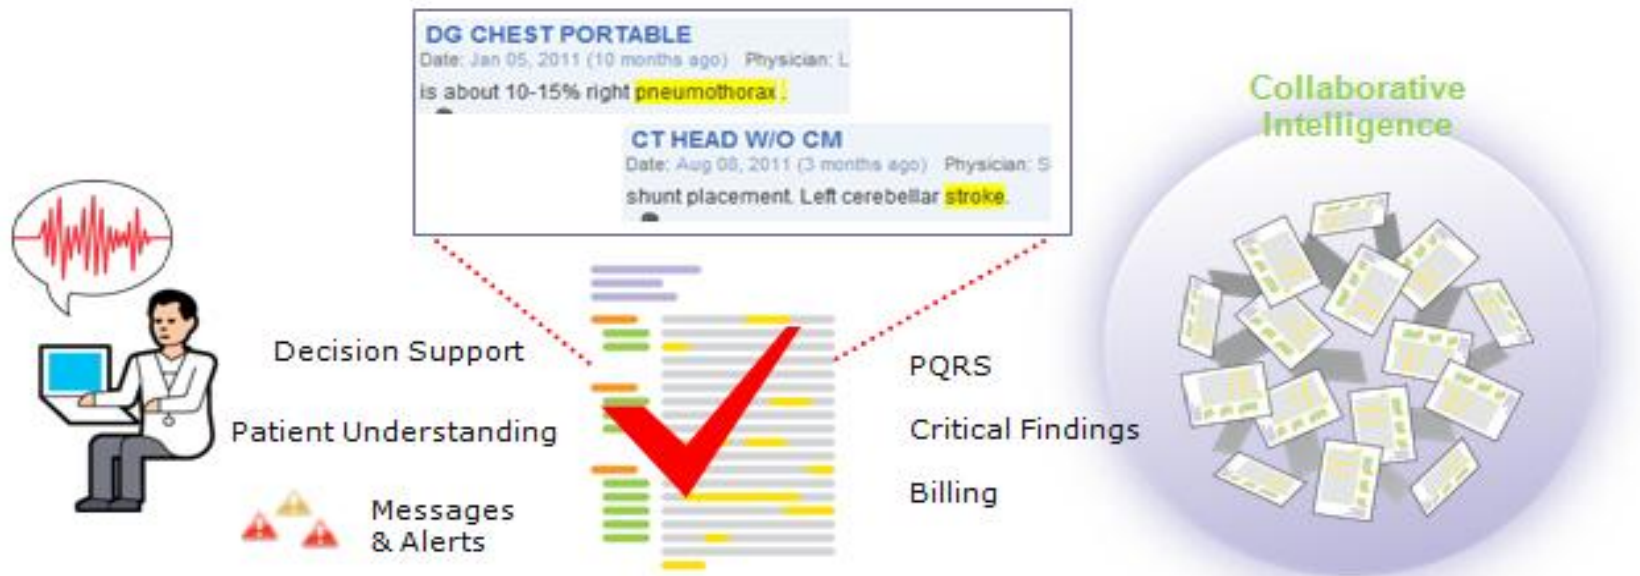 DG CHEST PORTABLE
Date: Jan 05, 2011 (10 months ago) Physician: L
is about 10-15% right pneumothorax .
CT HEAD W/O CM
Date: Aug 08, 2011 (3 months ago) Physician: S
shunt placement. Left cerebellar stroke.
Collaborative
Intelligence
Decision Support
Patient Understanding
Messages
& Alerts
PQRS
Critical Findings
Billing